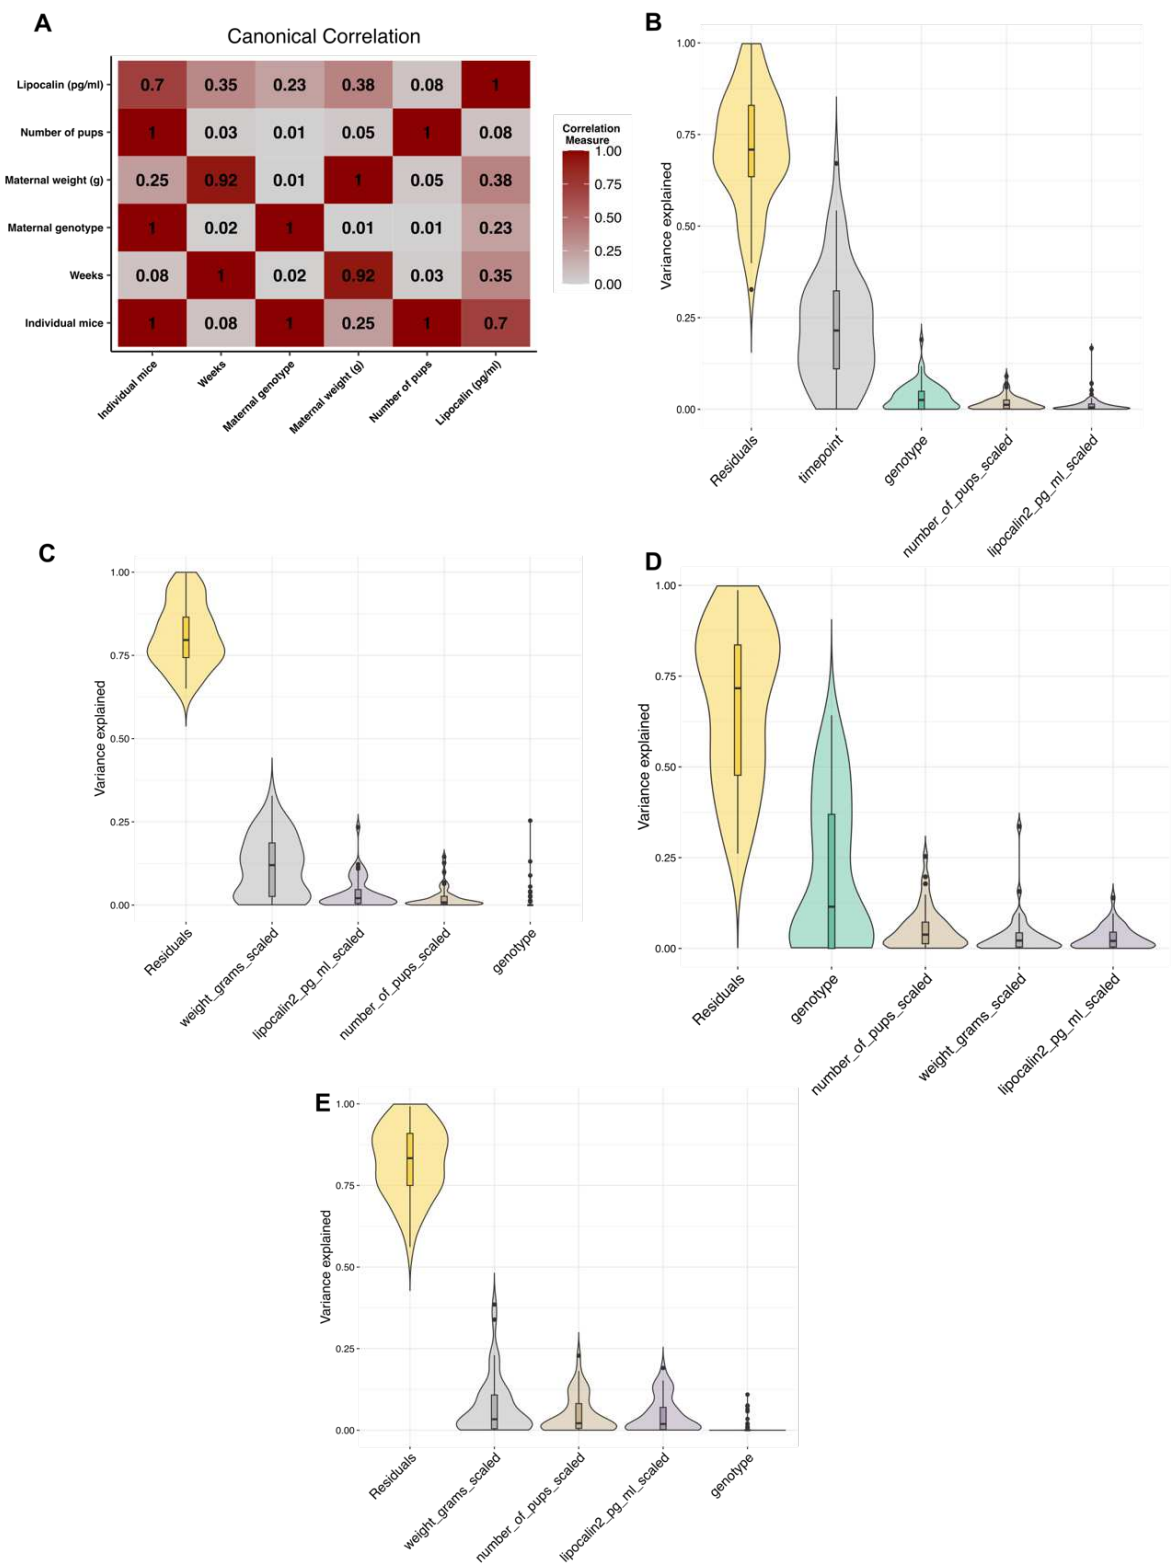 A
Canonical Correlation
Lipocalin (pg/ml) 0.7 0.35 0.23 0.38 0.08 1
Number of pups 1 0.03 0.01 0.05 1 0.08
Maternal weight (g) 0.25 0.92 0.01 1 0.05 0.38
Maternal genotype 1 0.02 1 0.01 0.01 0.23
Weeks 0.08 1 0.02 0.92 0.03 0.35
Individual mice 1 0.08 1 0.25 1 0.7
Individual mice
Weeks
Maternal genotype
Maternal weight (g)
Number of pups
Lipocalin (pg/ml)
Correlation
Measure
1.00
0.75
0.50
0.25
0.00
B
Variance explained
1.00
0.75
0.50
0.25
0.00
Residuals
timepoint
genotype
number_of_pups_scaled
lipocalin2_pg_ml_scaled
C
Variance explained
1.00
0.75
0.50
0.25
0.00
Residuals
weight_grams_scaled
lipocalin2_pg_ml_scaled
number_of_pups_scaled
genotype
D
Variance explained
1.00
0.75
0.50
0.25
0.00
Residuals
genotype
number_of_pups_scaled
weight_grams_scaled
lipocalin2_pg_ml_scaled
E
Variance explained
1.00
0.75
0.50
0.25
0.00
Residuals
weight_grams_scaled
number_of_pups_scaled
lipocalin2_pg_ml_scaled
genotype